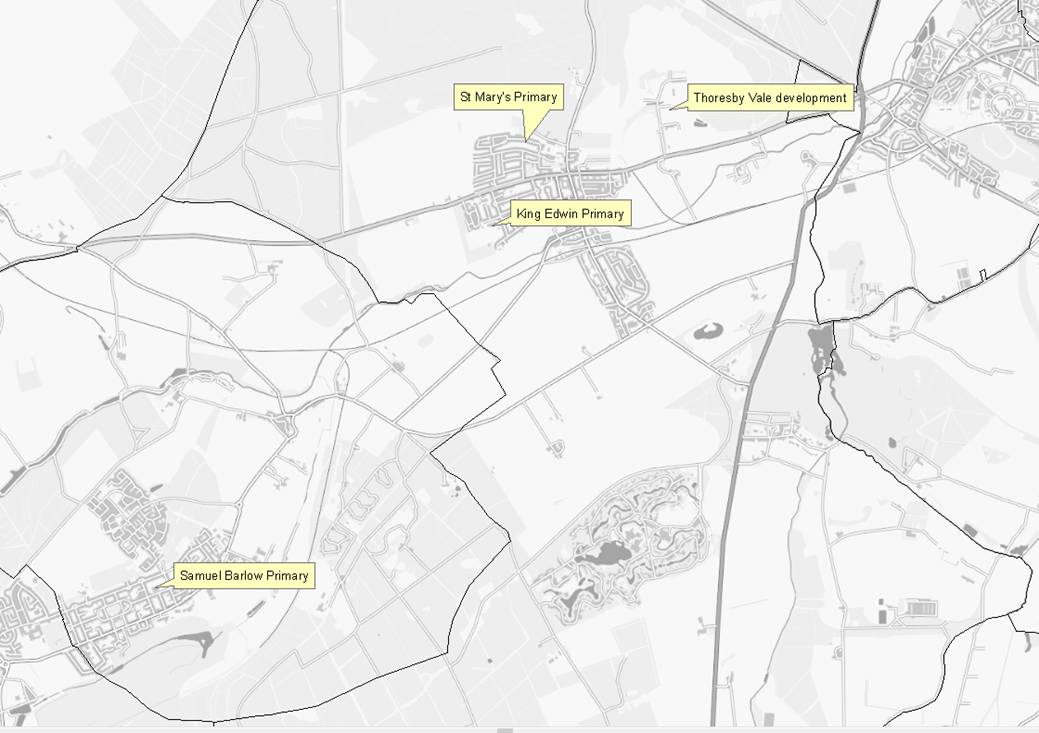 St Mary's Primary
Thoresby Vale development
King Edwin Primary
Samuel Barlow Primary